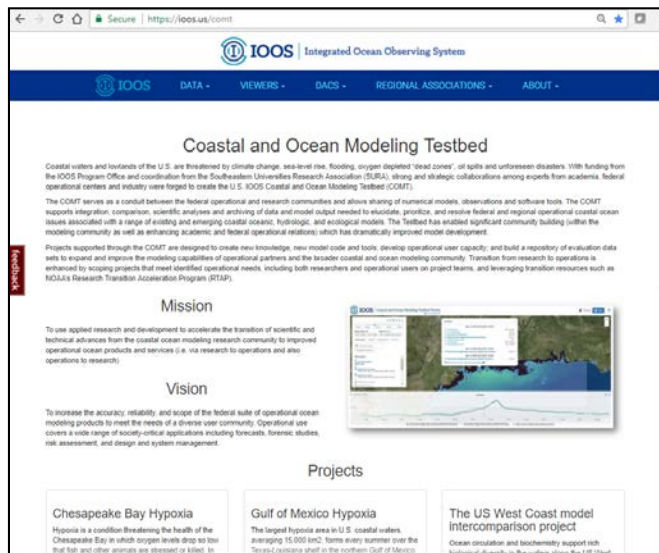 Secure | https://ioos.us/comt
IOOS | Integrated Ocean Observing System
IOOS DATA VIEWERS DACS REGIONAL ASSOCIATIONS ABOUT
Coastal and Ocean Modeling Testbed
Coastal waters and lowlands of the U.S. are threatened by climate change, sea-level rise, flooding, oxygen depleted "dead zones", oil spills and unforeseen disasters. With funding from
the IOOS Program Office and coordination from the Southeastern Universities Research Association (SURA), strong and strategic collaborations among experts from academia, federal
operational centers and industry were forged to create the U.S. IOOS Coastal and Ocean Modeling Testbed (COMT).
The COMT serves as a conduit between the federal operational and research communities and allows sharing of numerical models, observations and software tools. The COMT
supports integration, comparison, scientific analyses and archiving of data and model output needed to elucidate, prioritize, and resolve federal and regional operational coastal ocean
issues associated with a range of existing and emerging coastal oceanic, hydrologic, and ecological models. The Testbed has enabled significant community building (within the
modeling community as well as enhancing academic and federal operational relations) which has dramatically improved model development.
Projects supported through the COMT are designed to create new knowledge, new model code and tools; develop operational user capacity; and build a repository of evaluation data
sets to expand and improve the modeling capabilities of operational partners and the broader coastal and ocean modeling community. Transition from research to operations is
enhanced by scoping projects that meet identified operational needs, including both researchers and operational users on project teams, and leveraging transition resources such as
NOAA's Research Transition Acceleration Program (RTAP).
feedback
Mission
To use applied research and development to accelerate the transition of scientific and
technical advances from the coastal ocean modeling research community to improved
operational ocean products and services (i.e. via research to operations and also
operations to research).
Vision
To increase the accuracy, reliability, and scope of the federal suite of operational ocean
modeling products to meet the needs of a diverse user community. Operational use
covers a wide range of society-critical applications including forecasts, forensic studies,
risk assessment, and design and system management.
IOOS
Projects
Chesapeake Bay Hypoxia
Hypoxia is a condition threatening the health of the
Chesapeake Bay in which oxygen levels drop so low
that fish and other animals are stressed or killed. In
Gulf of Mexico Hypoxia
The largest hypoxia area in U.S. coastal waters,
averaging 15,000 km2, forms every summer over the
Texas-Louisiana shelf in the northern Gulf of Mexico
The US West Coast model
intercomparison project
Ocean circulation and biochemistry support rich
biological diversity in the waters along the US West